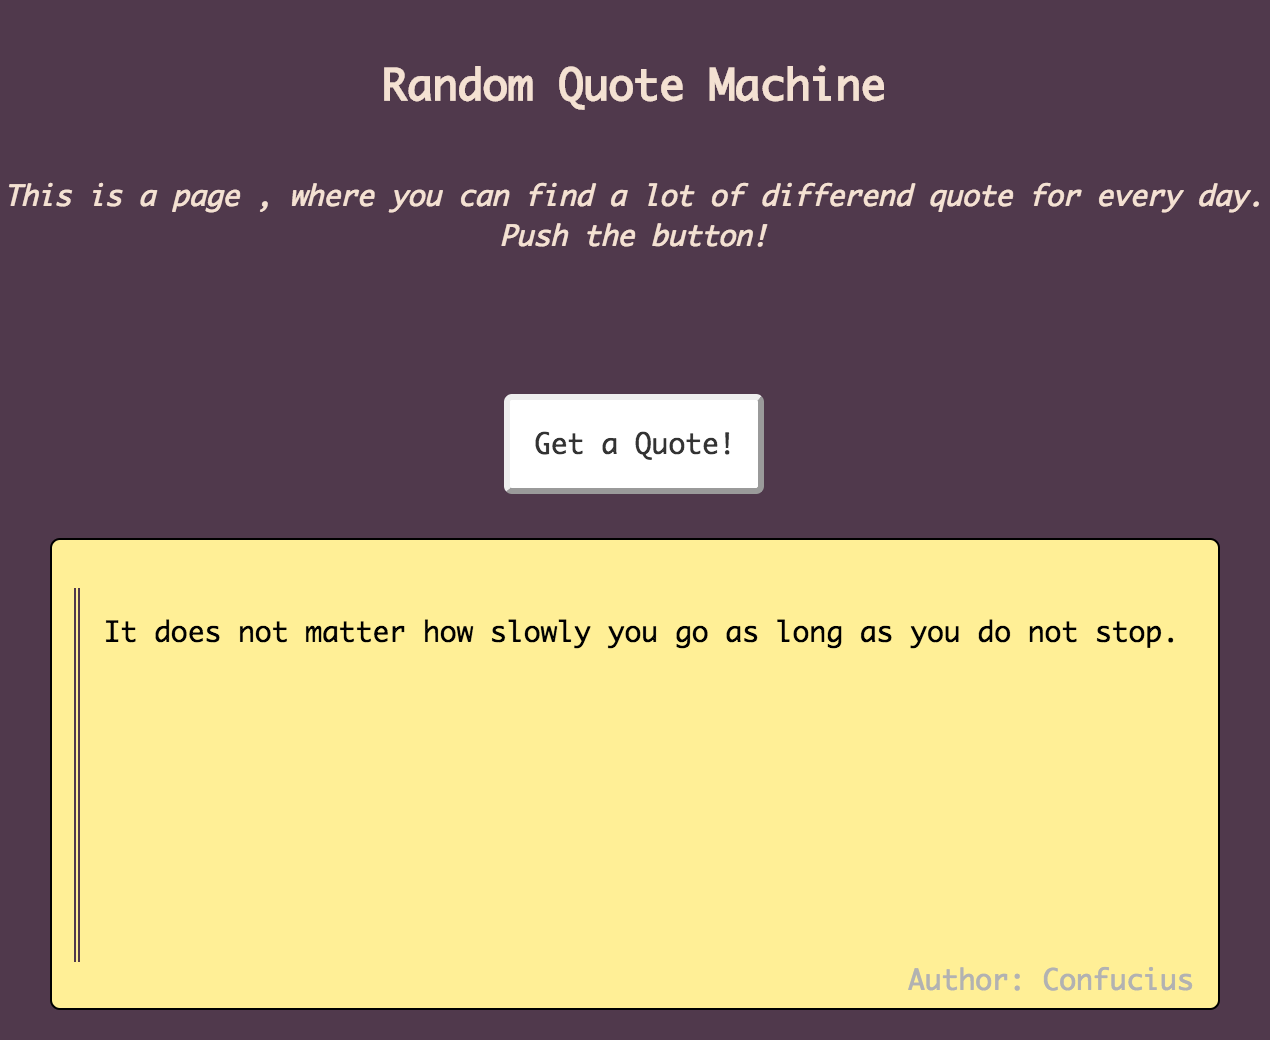 Random Quote Machine
This is a page , where you can find a lot of differend quote for every day.
Push the button!
Get a Quote!
It does not matter how slowly you go as long as you do not stop.
Author: Confucius